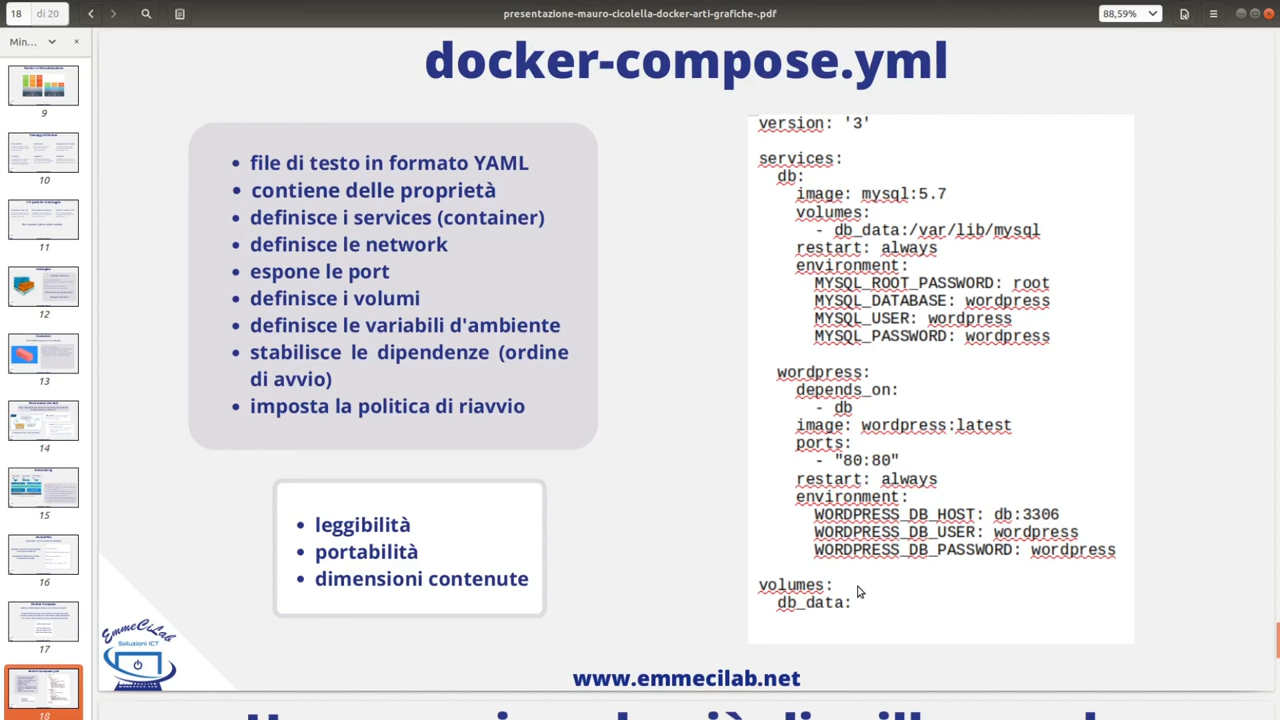 18
di 20
presentazione-mauro-cicolella-docker-arti-grafiche-.pdf
88,59%
Min...
9
10
11
12
13
14
15
16
17
18
docker-compose.yml
• file di testo in formato YAML
• contiene delle proprietà
• definisce i services (container)
• definisce le network
• espone le port
• definisce i volumi
• definisce le variabili d'ambiente
• stabilisce le dipendenze (ordine
di avvio)
• imposta la politica di riavvio
• leggibilità
• portabilità
• dimensioni contenute
version: '3'
services:
db:
image: mysql:5.7
volumes:
- db_data:/var/lib/mysql
restart: always
environment:
MYSQL_ROOT_PASSWORD: root
MYSQL_DATABASE: wordpress
MYSQL_USER: wordpress
MYSQL_PASSWORD: wordpress
wordpress:
depends_on:
- db
image: wordpress:latest
ports:
- "80:80"
restart: always
environment:
WORDPRESS_DB_HOST: db:3306
WORDPRESS_DB_USER: wordpress
WORDPRESS_DB_PASSWORD: wordpress
volumes:
db_data:
EmmeCiLab
Soluzioni ICT
www.emmecilab.net